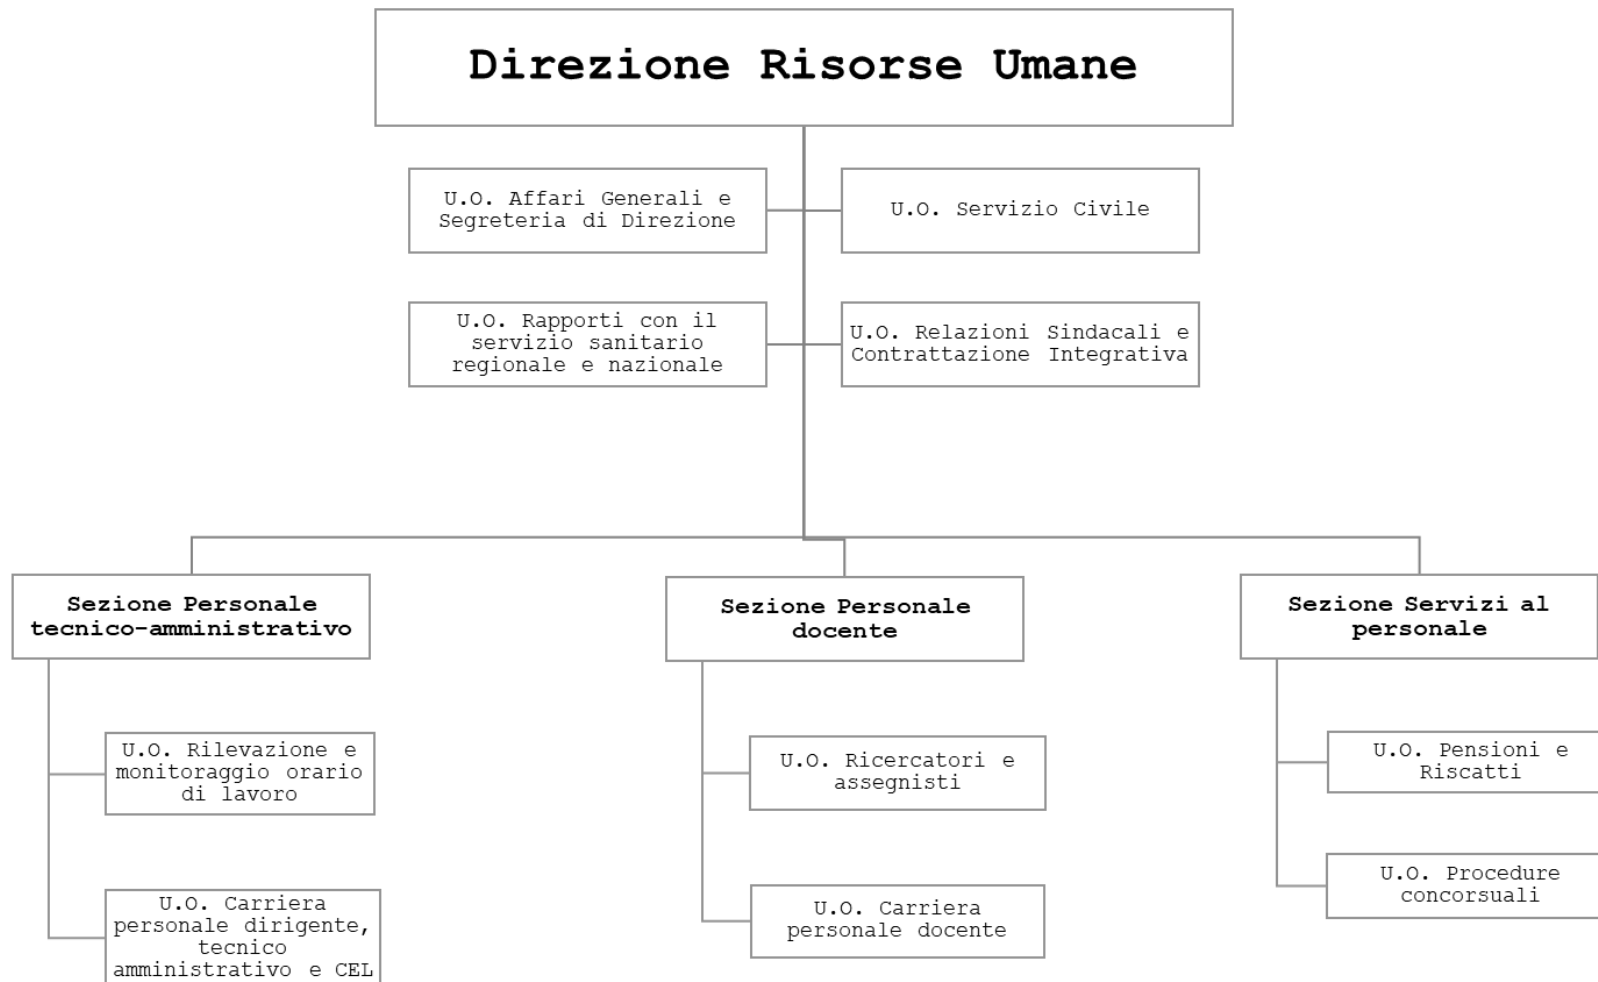 Direzione Risorse Umane
U.O. Affari Generali e
Segreteria di Direzione
U.O. Servizio Civile
U.O. Rapporti con il
servizio sanitario
regionale e nazionale
U.O. Relazioni Sindacali e
Contrattazione Integrativa
Sezione Personale
tecnico-amministrativo
Sezione Personale
docente
Sezione Servizi al
personale
U.O. Rilevazione e
monitoraggio orario
di lavoro
U.O. Ricercatori e
assegnisti
U.O. Pensioni e
Riscatti
U.O. Carriera
personale dirigente,
tecnico
amministrativo e CEL
U.O. Carriera
personale docente
U.O. Procedure
concorsuali